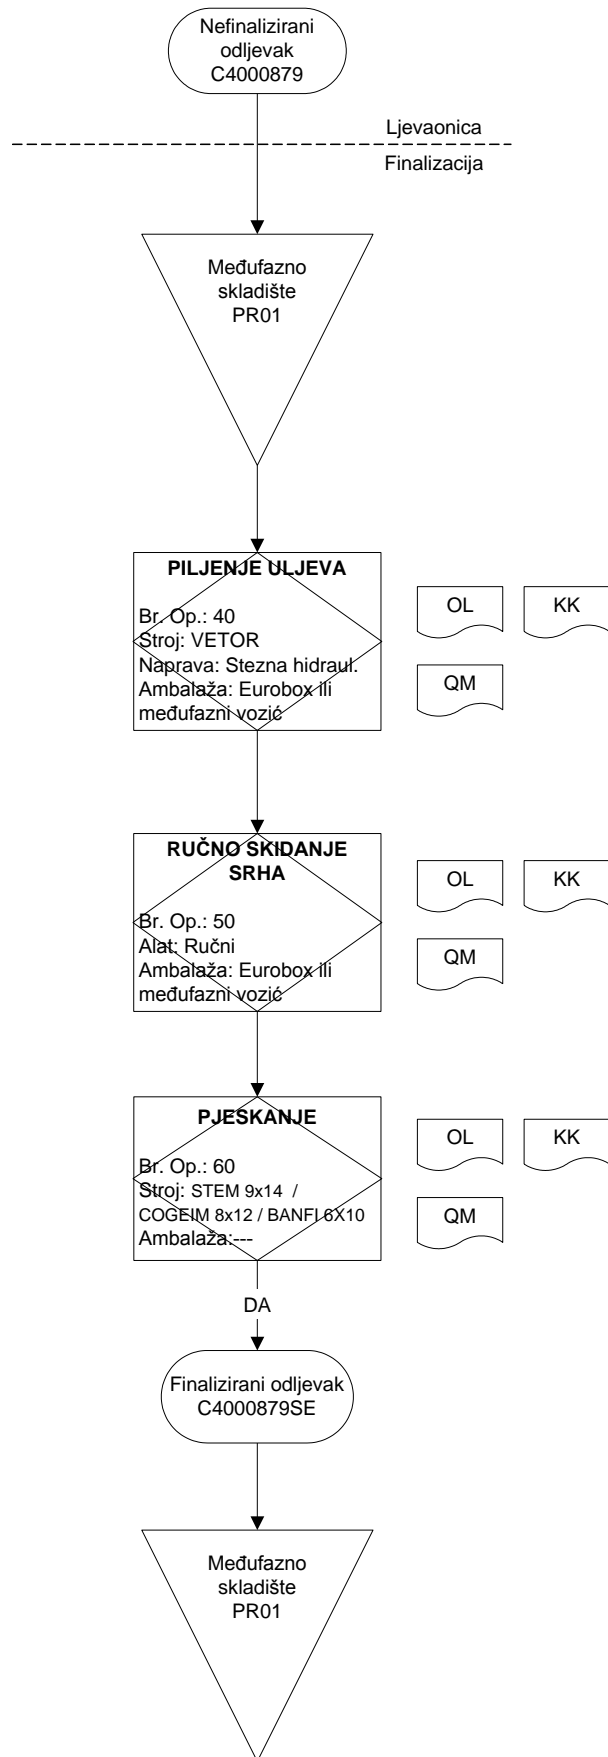 Nefinalizirani
odljevak
C4000879
Ljevaonica
Finalizacija
Međufazno
skladište
PR01
PILJENJE ULJEVA
Br. Op.: 40
Stroj: VETOR
Naprava: Stezna hidraul.
Ambalaža: Eurobox ili
međufazni vozić
OL
KK
QM
RUČNO SKIDANJE
SRHA
Br. Op.: 50
Alat: Ručni
Ambalaža: Eurobox ili
međufazni vozić
OL
KK
QM
PJESKANJE
Br. Op.: 60
Stroj: STEM 9x14 /
COGEIM 8x12 / BANFI 6X10
Ambalaža:---
OL
KK
QM
DA
Finalizirani odljevak
C4000879SE
Međufazno
skladište
PR01